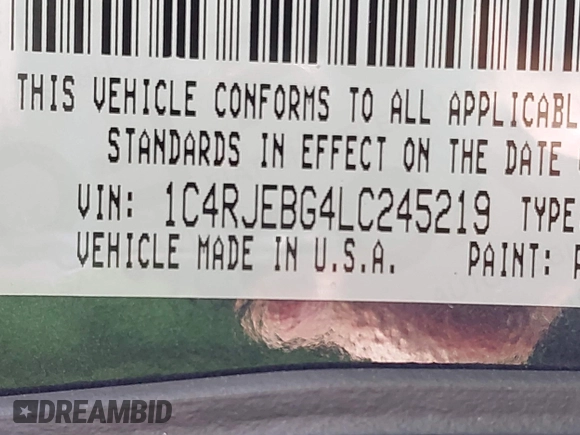 THIS VEHICLE CONFORMS TO ALL
STANDARDS IN EFFECT ON THE DATE
VIN: 1C4RJEBG4LC245219 TYPE
VEHICLE MADE IN U.S.A. PAINT:
DREAMBID